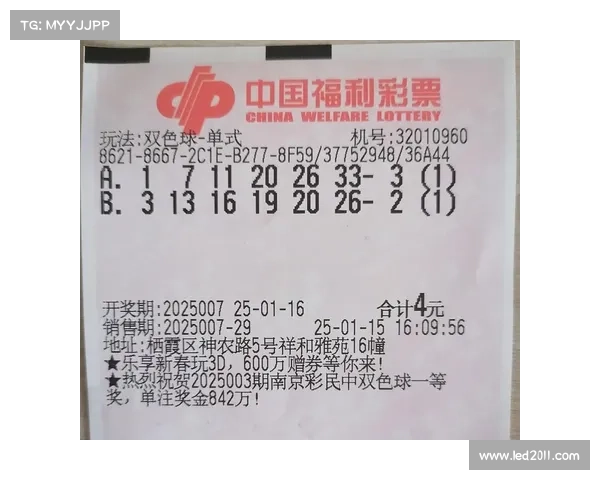 TG: MYYJJPP
中国福利彩票
CHINA WELFARE LOTTERY
玩法:双色球-单式 机号:32010960
8621-8667-2C1E-B277-8F59/37752948/36A44
A. 1 7 11 20 26 33- 3 (1)
B. 3 13 16 19 20 26- 2 (1)
开奖期:2025007 25-01-16 合计4元
销售期:2025007-29 25-01-15 16:09:56
地址:栖霞区神农路5号祥和雅苑16幢
★乐享新春玩3D,600万赠券等你来!
★热烈祝贺2025003期南京彩民中双色球一等
奖,单注奖金842万!
www.led2011.com